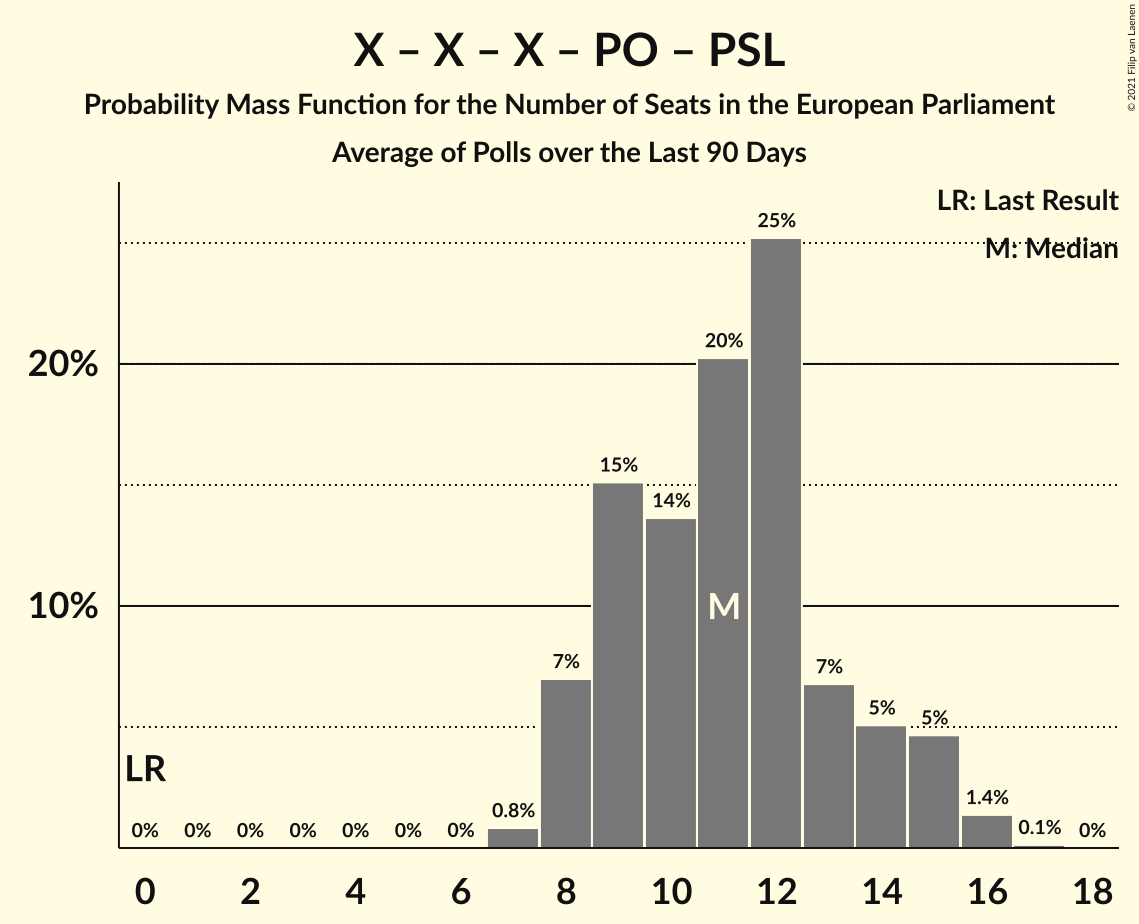 X – X – X – PO – PSL
Probability Mass Function for the Number of Seats in the European Parliament
Average of Polls over the Last 90 Days
© 2021 Filip van Laenen
LR: Last Result
M: Median
25%
20%
20%
15%
14%
10%
M
7%
7%
5%
5%
LR
0% 0% 0% 0% 0% 0% 0% 0.8% 1.4% 0.1% 0%
0 2 4 6 8 10 12 14 16 18